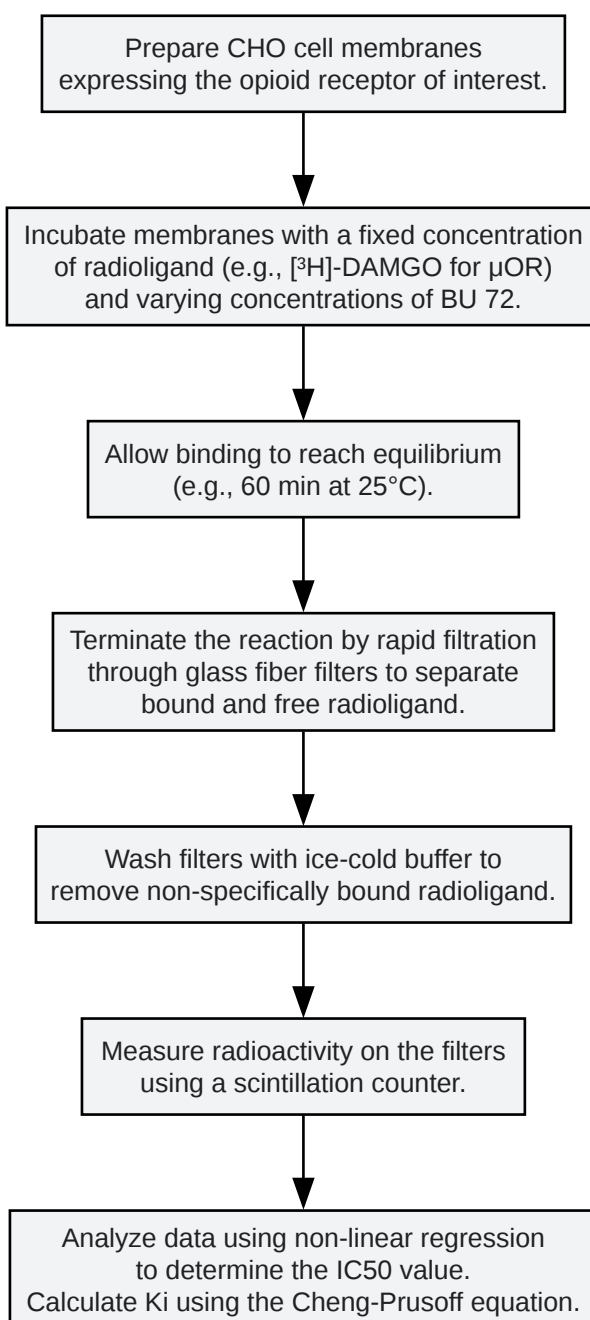 Prepare CHO cell membranes
expressing the opioid receptor of interest.
Incubate membranes with a fixed concentration
of radioligand (e.g., [³H]-DAMGO for μOR)
and varying concentrations of BU 72.
Allow binding to reach equilibrium
(e.g., 60 min at 25°C).
Terminate the reaction by rapid filtration
through glass fiber filters to separate
bound and free radioligand.
Wash filters with ice-cold buffer to
remove non-specifically bound radioligand.
Measure radioactivity on the filters
using a scintillation counter.
Analyze data using non-linear regression
to determine the IC50 value.
Calculate Ki using the Cheng-Prusoff equation.